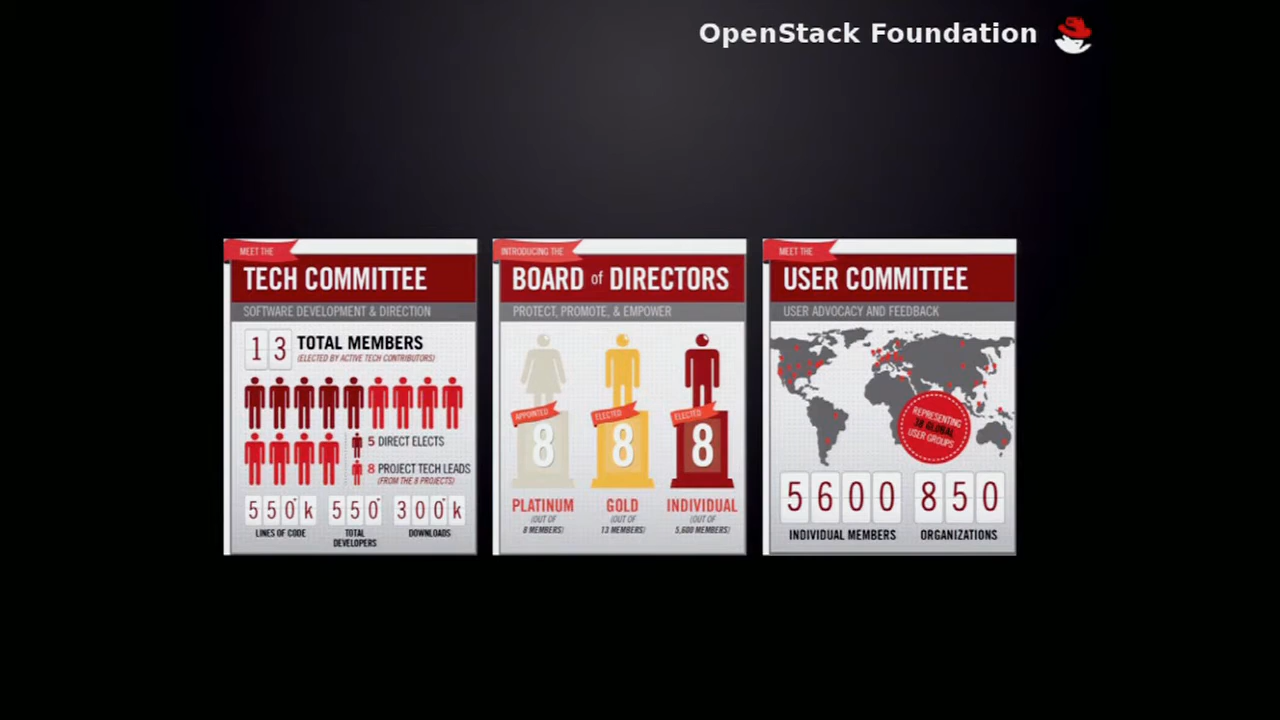 OpenStack Foundation
MEET THE
TECH COMMITTEE
SOFTWARE DEVELOPMENT & DIRECTION
13 TOTAL MEMBERS
(ELECTED BY ACTIVE TECH CONTRIBUTORS)
5 DIRECT ELECTS
8 PROJECT TECH LEADS
(FROM THE 8 PROJECTS)
550+k 550+ 300+k
LINES OF CODE TOTAL DOWNLOADS
DEVELOPERS
INTRODUCING THE
BOARD of DIRECTORS
PROTECT, PROMOTE, & EMPOWER
APPOINTED ELECTED ELECTED
8 8 8
PLATINUM GOLD INDIVIDUAL
(OUT OF (OUT OF (OUT OF
8 MEMBERS) 13 MEMBERS) 5,600 MEMBERS)
MEET THE
USER COMMITTEE
USER ADVOCACY AND FEEDBACK
REPRESENTING
38 GLOBAL
USER GROUPS
5600 850
INDIVIDUAL MEMBERS ORGANIZATIONS